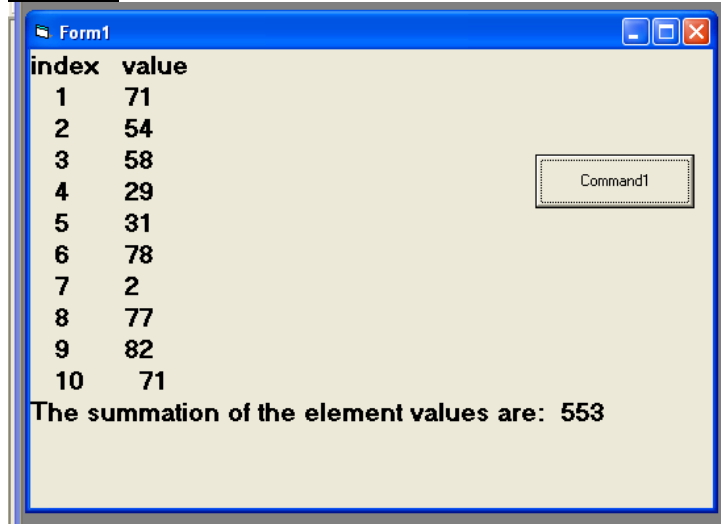 Form1
index value
1 71
2 54
3 58
4 29
5 31
6 78
7 2
8 77
9 82
10 71
The summation of the element values are: 553
Command1